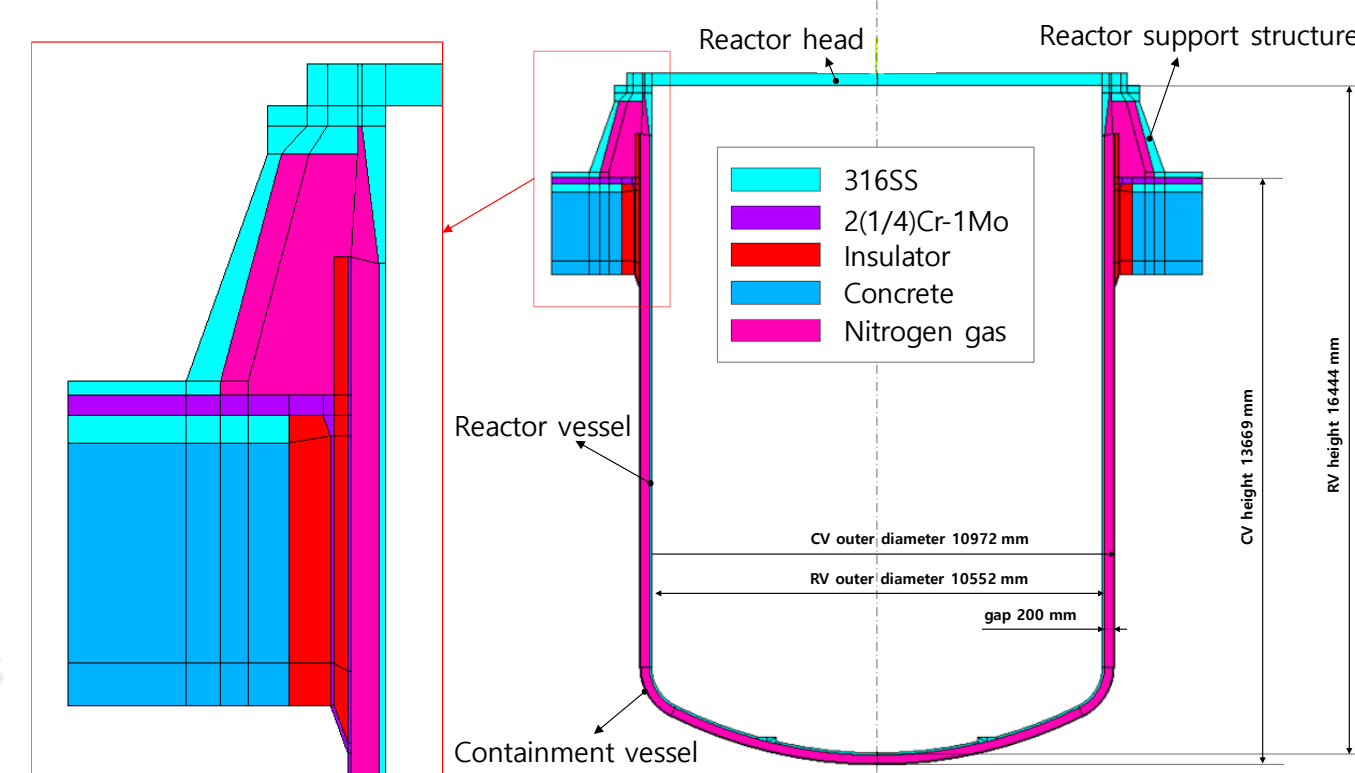 Reactor head
Reactor support structure
316SS
2(1/4)Cr-1Mo
Insulator
Concrete
Nitrogen gas
Reactor vessel
CV height 13669 mm
RV height 16444 mm
CV outer diameter 10972 mm
RV outer diameter 10552 mm
gap 200 mm
Containment vessel